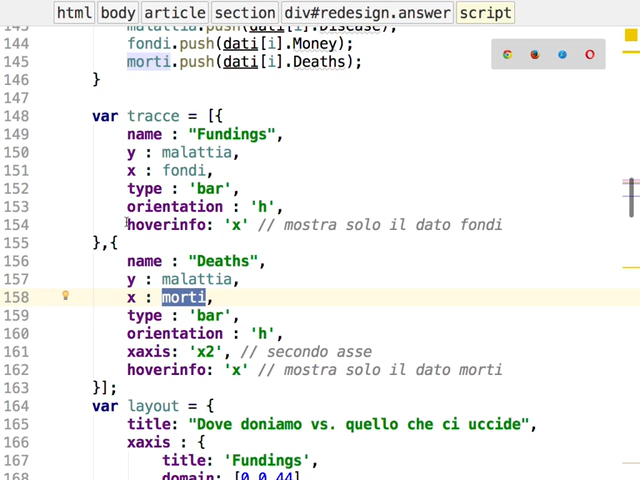 html body article section div#redesign.answer script
143 malattia.push(dati[i].Disease);
144 fondi.push(dati[i].Money);
145 morti.push(dati[i].Deaths);
146 }
147
148 var tracce = [{
149 name : "Fundings",
150 y : malattia,
151 x : fondi,
152 type : 'bar',
153 orientation : 'h',
154 hoverinfo: 'x' // mostra solo il dato fondi
155 },{
156 name : "Deaths",
157 y : malattia,
158 x : morti,
159 type : 'bar',
160 orientation : 'h',
161 xaxis: 'x2', // secondo asse
162 hoverinfo: 'x' // mostra solo il dato morti
163 }];
164 var layout = {
165 title: "Dove doniamo vs. quello che ci uccide",
166 xaxis : {
167 title: 'Fundings',
168 domain: [0,0.44]